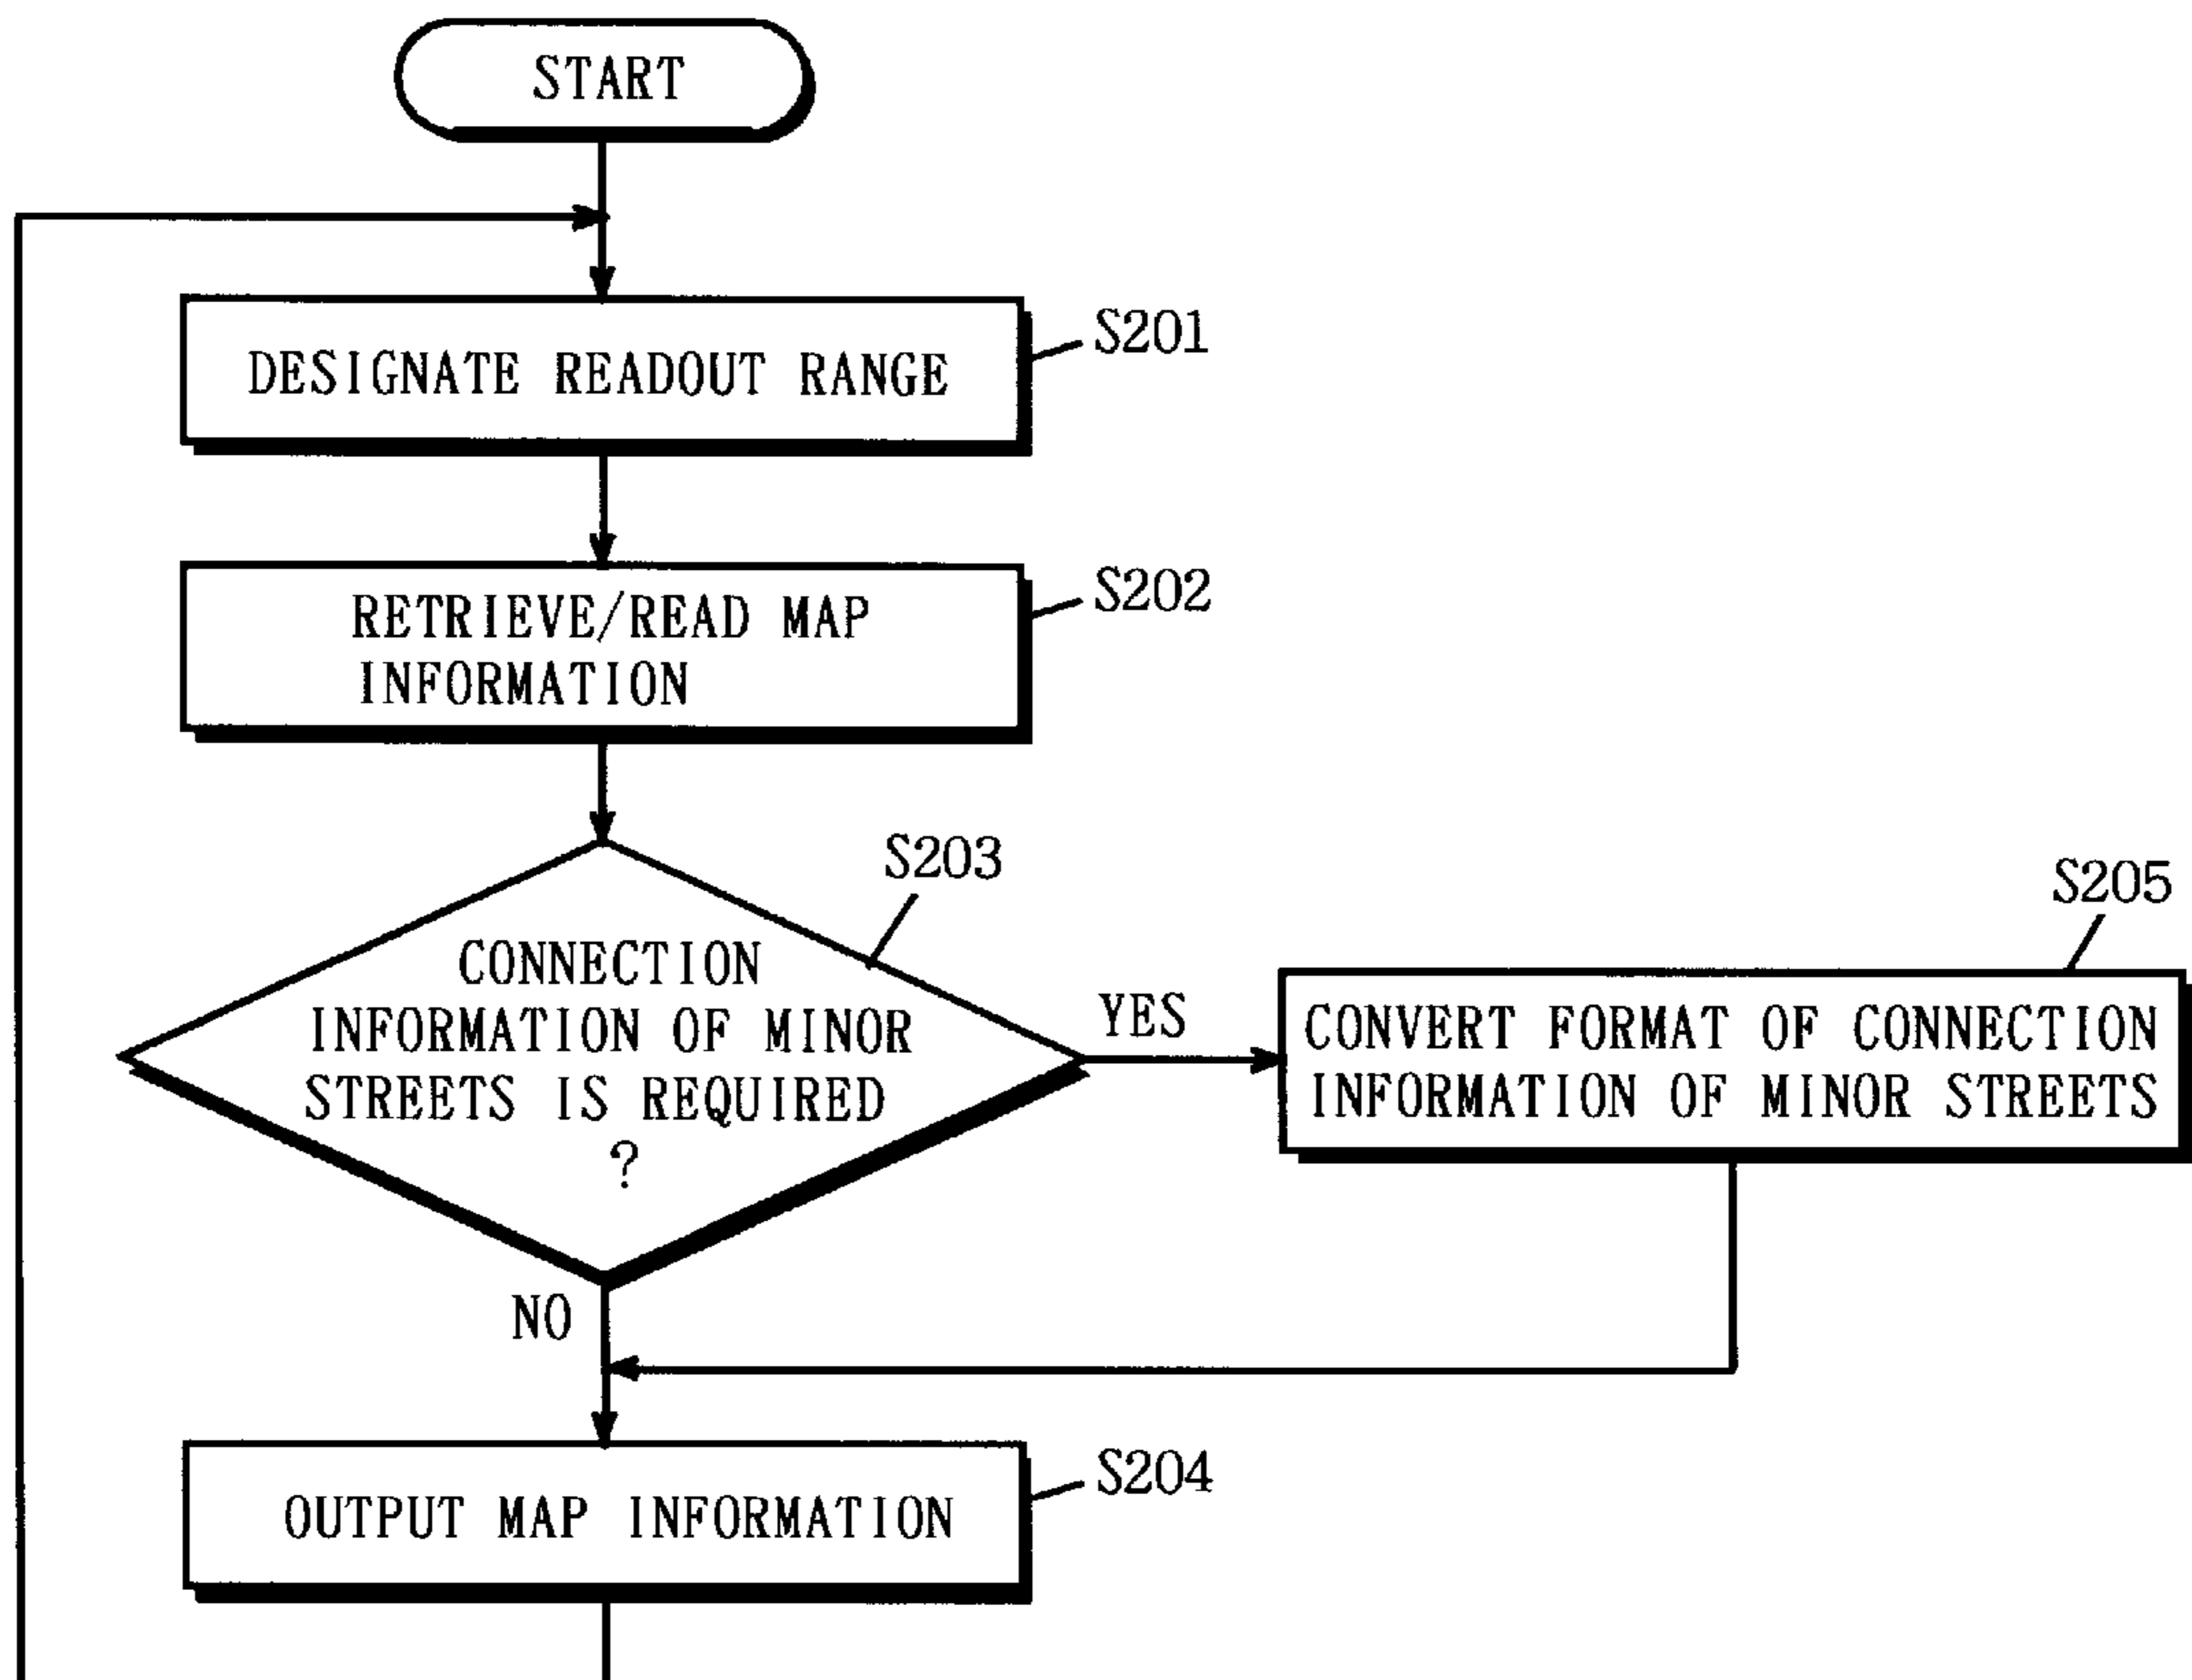 START
DESIGNATE READOUT RANGE
S201
RETRIEVE/READ MAP
INFORMATION
S202
S203
CONNECTION
INFORMATION OF MINOR
STREETS IS REQUIRED
?
YES
S205
CONVERT FORMAT OF CONNECTION
INFORMATION OF MINOR STREETS
NO
OUTPUT MAP INFORMATION
S204